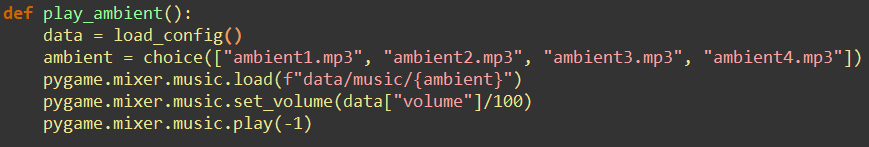 def play_ambient():
    data = load_config()
    ambient = choice(["ambient1.mp3", "ambient2.mp3", "ambient3.mp3", "ambient4.mp3"])
    pygame.mixer.music.load(f"data/music/{ambient}")
    pygame.mixer.music.set_volume(data["volume"]/100)
    pygame.mixer.music.play(-1)